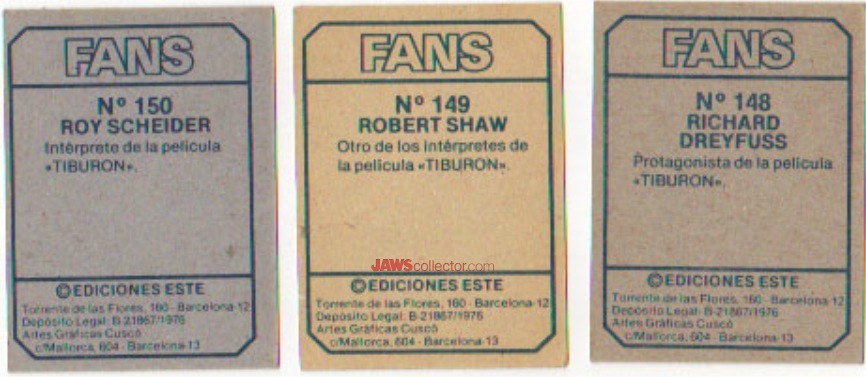 FANS
Nº 150
ROY SCHEIDER
Intérprete de la película
«TIBURON».
©EDICIONES ESTE
Torrente de las Flores, 160 - Barcelona-12
Depósito Legal: B-21867/1976
Artes Gráficas Cuscó
c/Mallorca, 604 - Barcelona-13
FANS
Nº 149
ROBERT SHAW
Otro de los intérpretes de
la película «TIBURON».
JAWScollector.com
©EDICIONES ESTE
Torrente de las Flores, 160 - Barcelona-12
Depósito Legal: B-21867/1976
Artes Gráficas Cuscó
c/Mallorca, 604 - Barcelona-13
FANS
Nº 148
RICHARD
DREYFUSS
Protagonista de la película
«TIBURON».
©EDICIONES ESTE
Torrente de las Flores, 160 - Barcelona-12
Depósito Legal: B-21867/1976
Artes Gráficas Cuscó
c/Mallorca, 604 - Barcelona-13